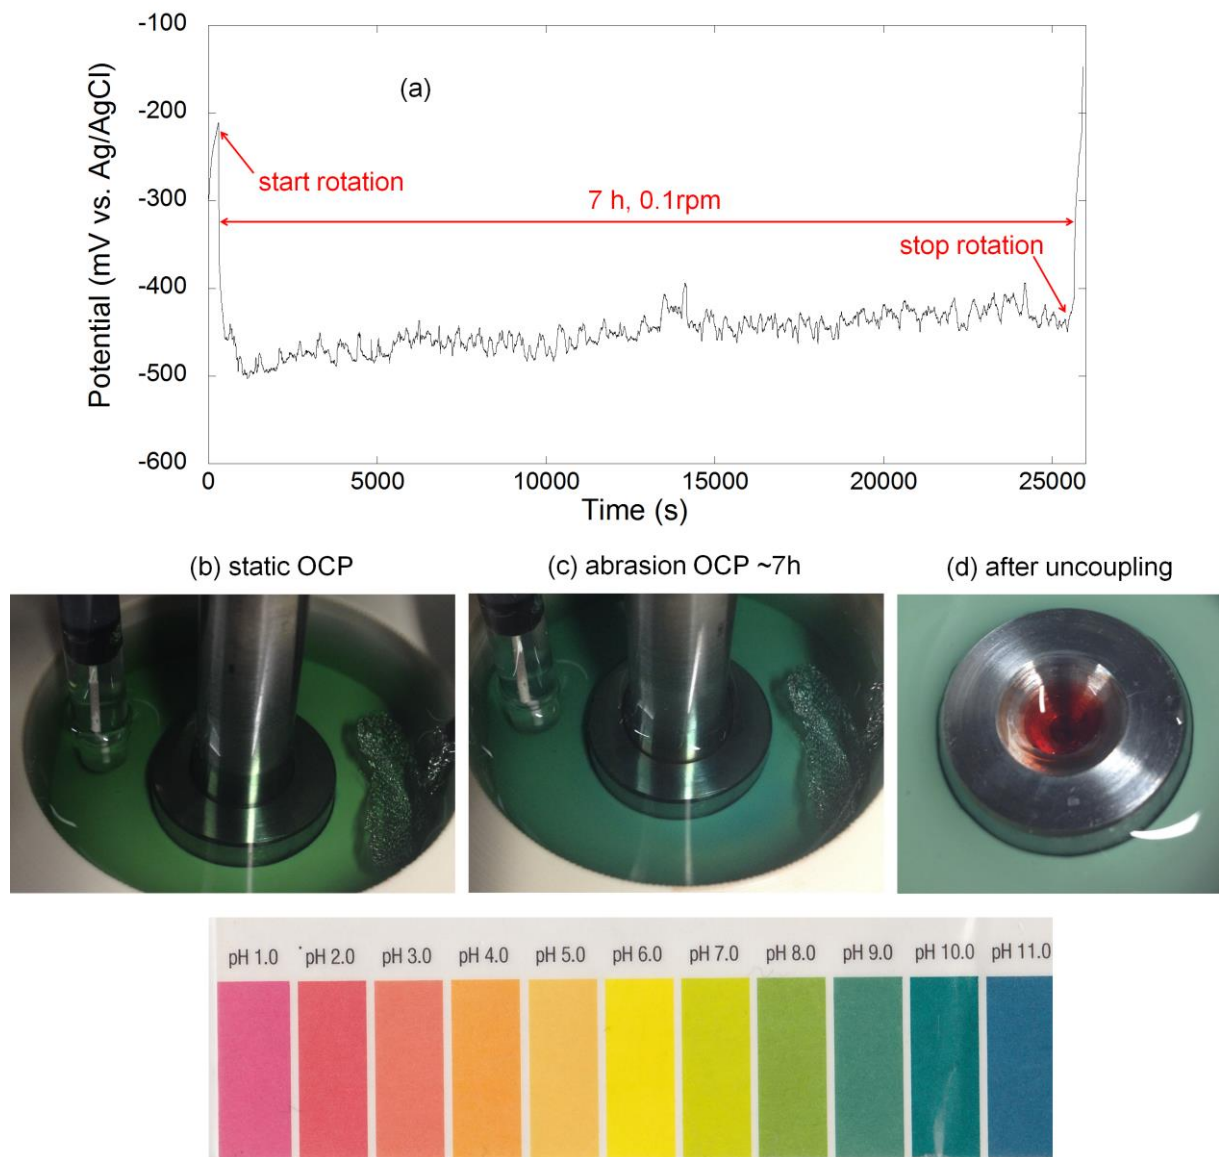 -100
(a)
-200
start rotation
-300
7 h, 0.1rpm
stop rotation
-400
-500
-600
Potential (mV vs. Ag/AgCl)
0 5000 10000 15000 20000 25000
Time (s)
(b) static OCP
(c) abrasion OCP ~7h
(d) after uncoupling
pH 1.0 pH 2.0 pH 3.0 pH 4.0 pH 5.0 pH 6.0 pH 7.0 pH 8.0 pH 9.0 pH 10.0 pH 11.0